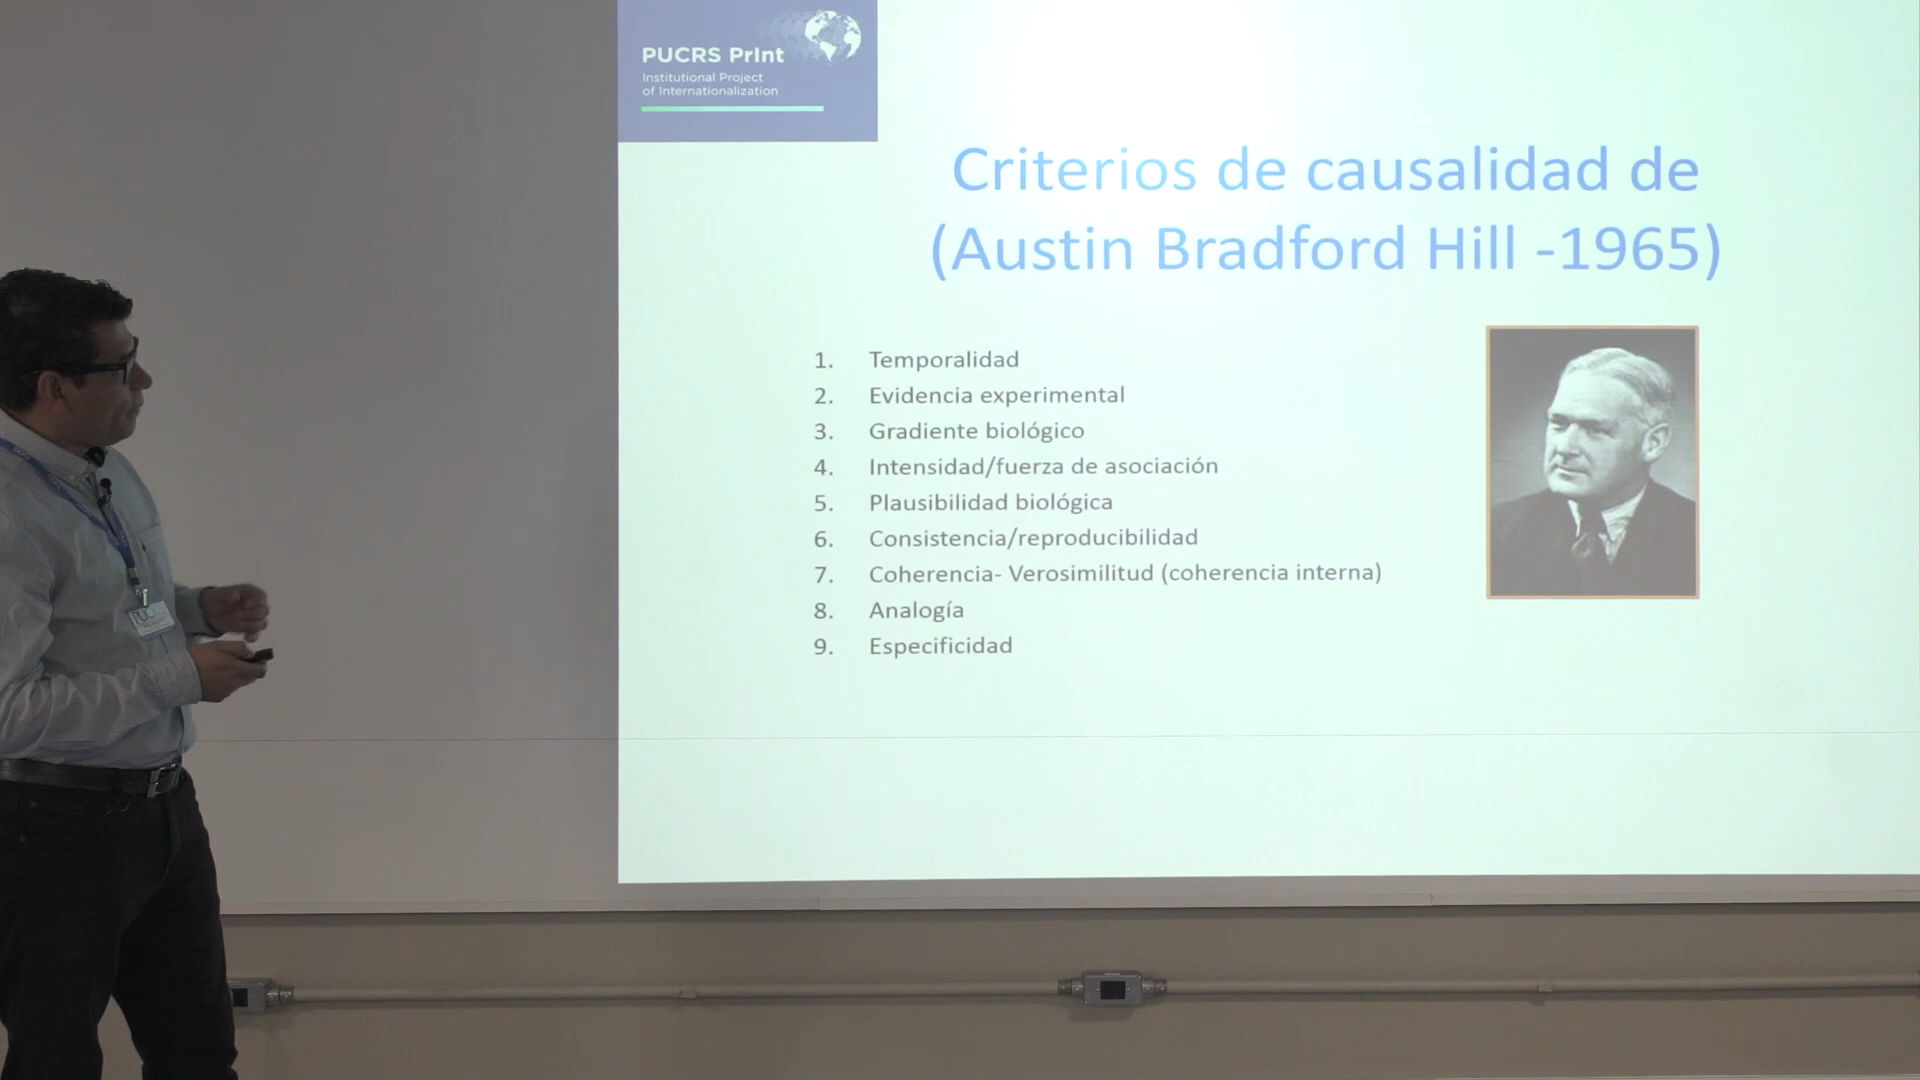 PUCRS PrInt
Institutional Project
of Internationalization
Criterios de causalidad de
(Austin Bradford Hill -1965)
1. Temporalidad
2. Evidencia experimental
3. Gradiente biológico
4. Intensidad/fuerza de asociación
5. Plausibilidad biológica
6. Consistencia/reproducibilidad
7. Coherencia- Verosimilitud (coherencia interna)
8. Analogía
9. Especificidad